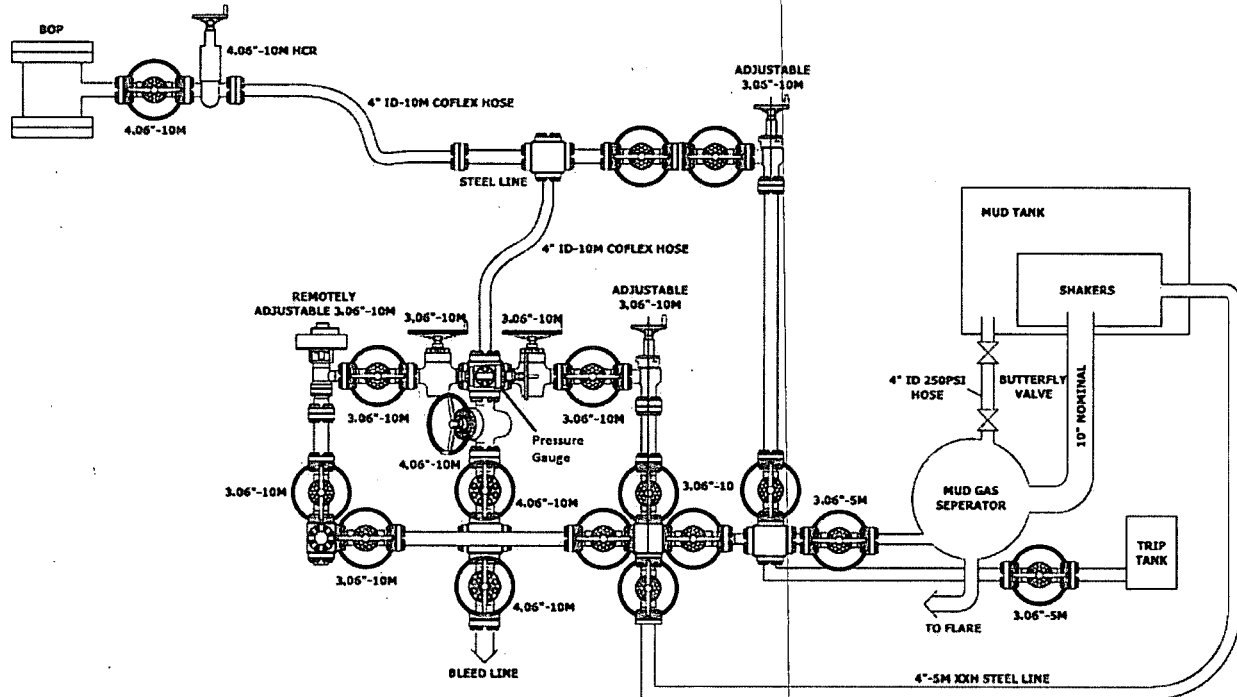 BOP
4.06"-10M HCR
4.06"-10M
4" ID-10M COFLEX HOSE
STEEL LINE
ADJUSTABLE
3.06"-10M
4" ID-10M COFLEX HOSE
MUD TANK
SHAKERS
REMOTELY
ADJUSTABLE 3.06"-10M
3.06"-10M
3.06"-10M
ADJUSTABLE
3.06"-10M
3.06"-10M
3.06"-10M
4" ID 250PSI
HOSE
BUTTERFLY
VALVE
10" NOMINAL
4.06"-10M
Pressure
Gauge
3.06"-10M
4.06"-10M
3.06"-10
3.06"-5M
MUD GAS
SEPERATOR
TRIP
TANK
3.06"-10M
4.06"-10M
3.06"-5M
TO FLARE
BLEED LINE
4"-5M XXH STEEL LINE